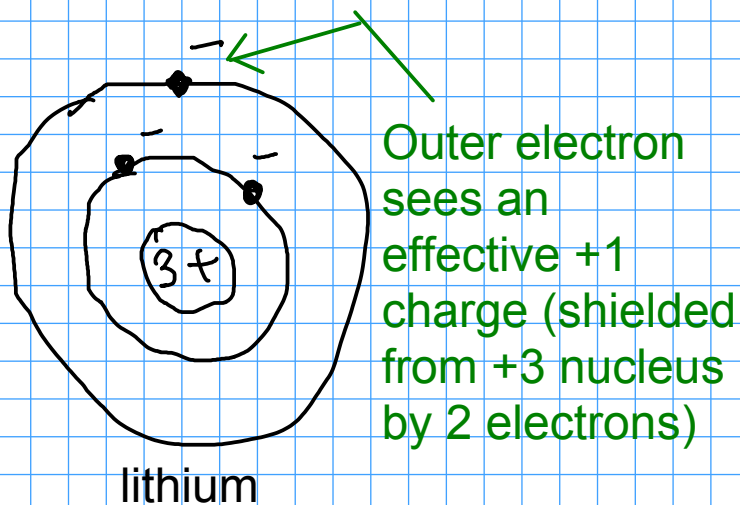 3+
Outer electron
sees an
effective +1
charge (shielded
from +3 nucleus
by 2 electrons)
lithium